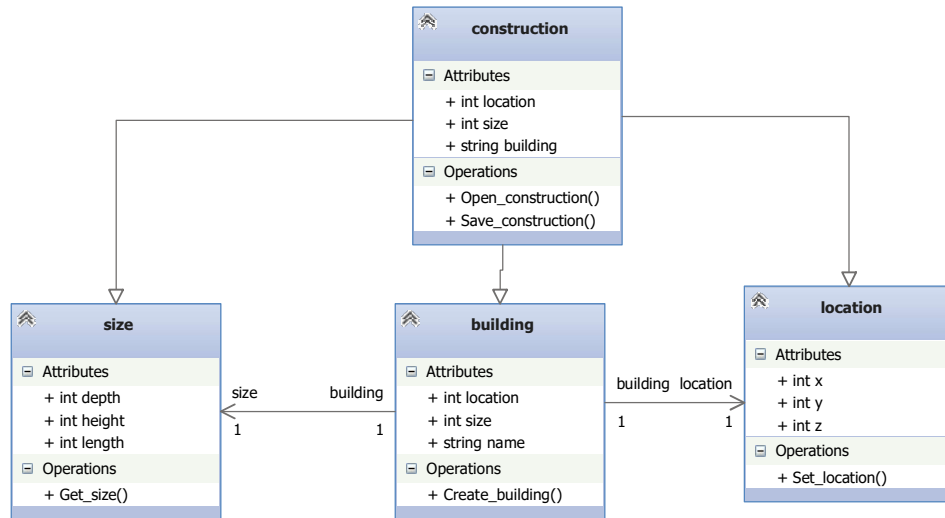 construction
Attributes
+ int location
+ int size
+ string building
Operations
+ Open_construction()
+ Save_construction()
size
Attributes
+ int depth
+ int height
+ int length
Operations
+ Get_size()
size building
1 1
building
Attributes
+ int location
+ int size
+ string name
Operations
+ Create_building()
building location
1 1
location
Attributes
+ int x
+ int y
+ int z
Operations
+ Set_location()